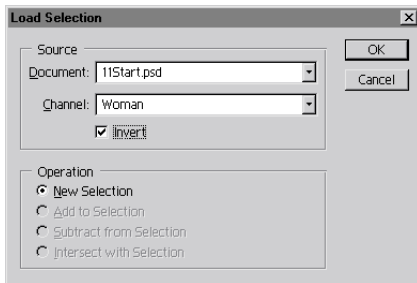 Load Selection
Source
OK
Document: 11Start.psd
Cancel
Channel: Woman
Invert
Operation
New Selection
Add to Selection
Subtract from Selection
Intersect with Selection